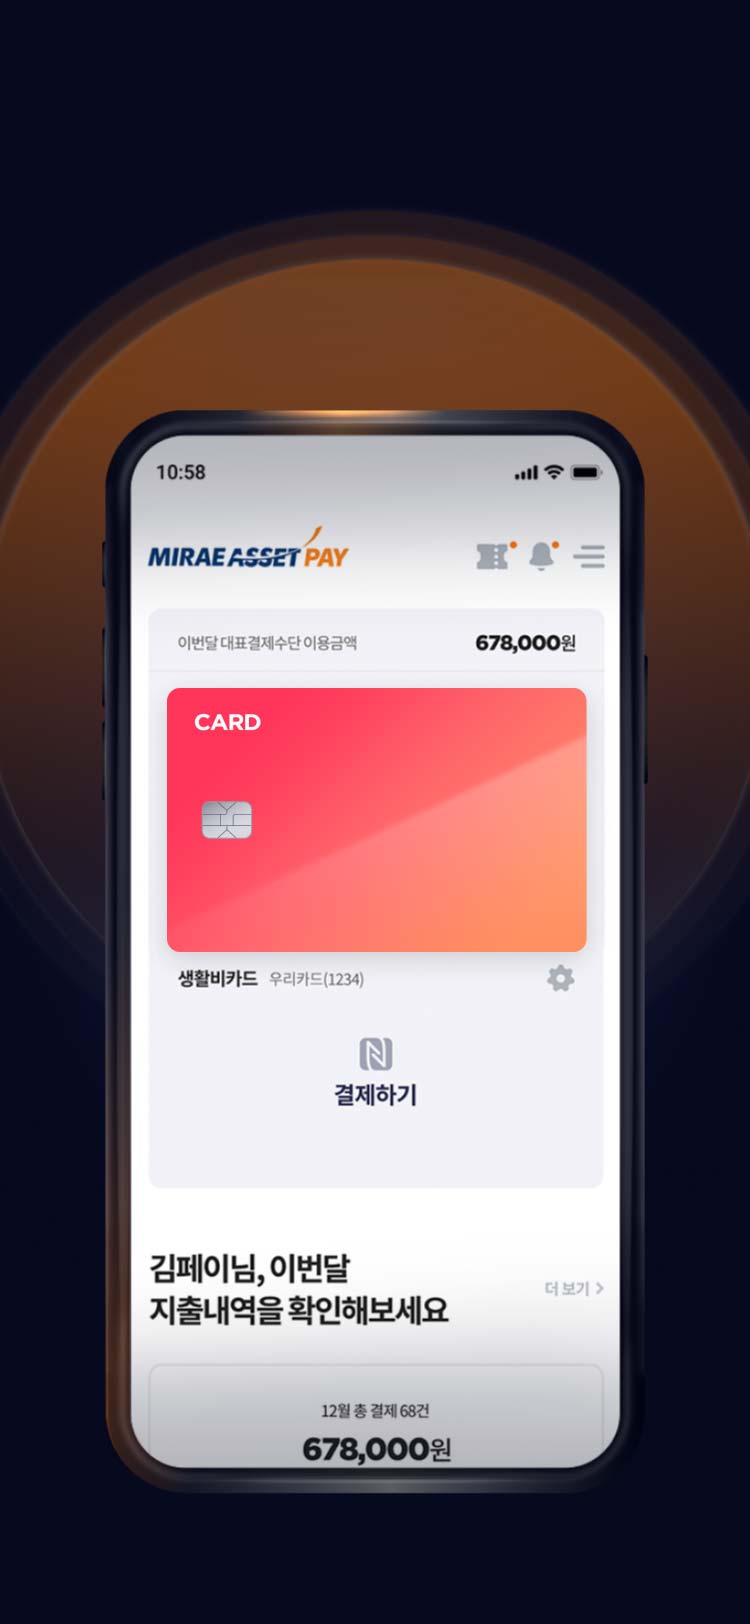 10:58
MIRAE ASSET PAY
이번달 대표결제수단 이용금액 678,000원
CARD
생활비카드 우리카드(1234)
결제하기
김페이님, 이번달
지출내역을 확인해보세요
더 보기 >
12월 총 결제 68건
678,000원